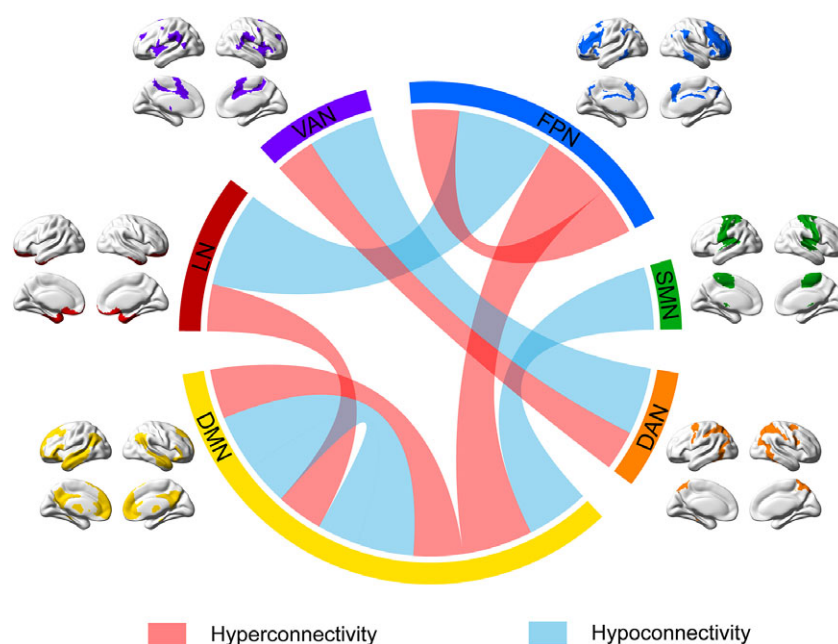 VAN
FPN
LN
SMN
DMN
DAN
Hyperconnectivity
Hypoconnectivity